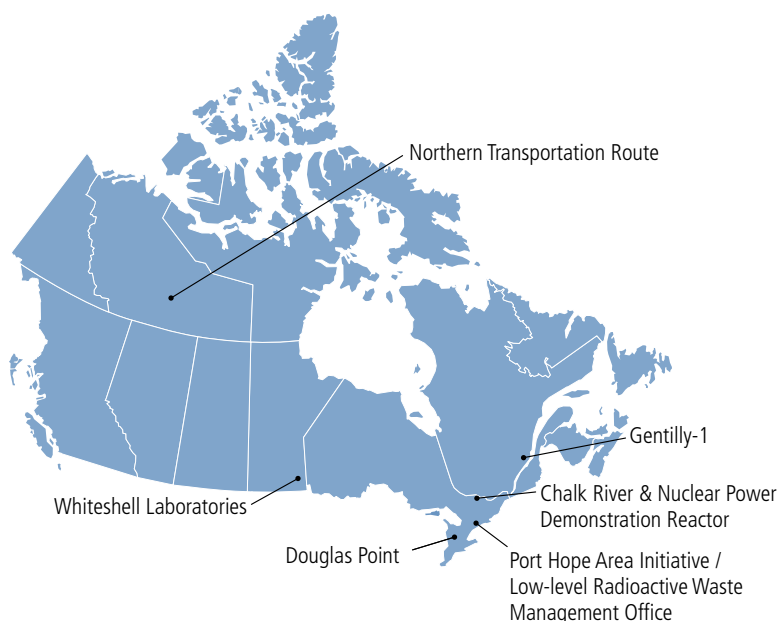 Northern Transportation Route
Gentilly-1
Whiteshell Laboratories
Chalk River & Nuclear Power
Demonstration Reactor
Douglas Point
Port Hope Area Initiative /
Low-level Radioactive Waste
Management Office